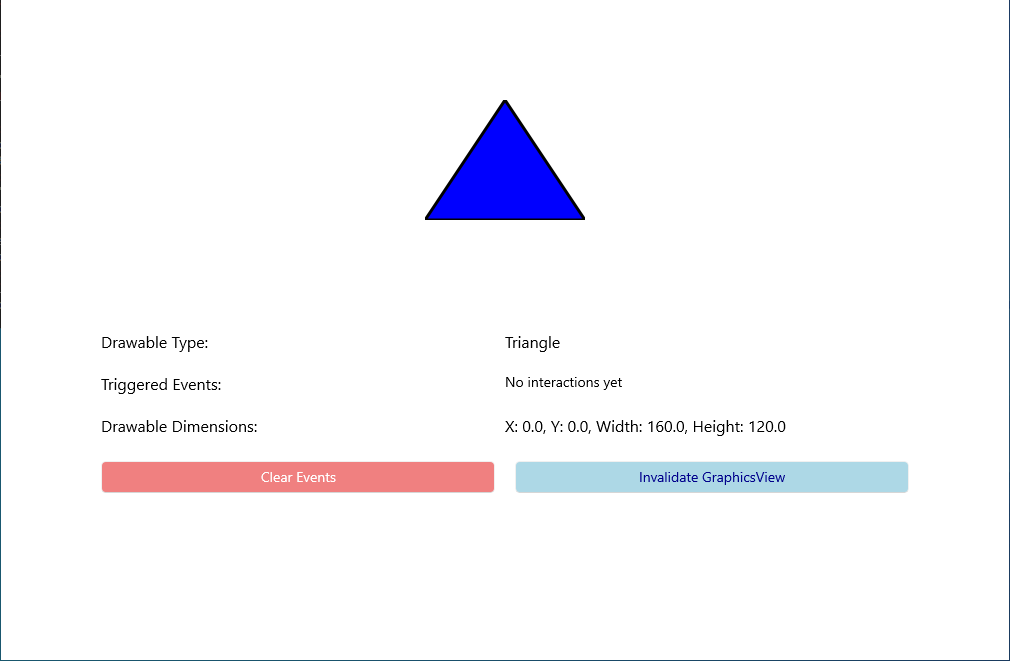 Drawable Type: Triangle
Triggered Events: No interactions yet
Drawable Dimensions: X: 0.0, Y: 0.0, Width: 160.0, Height: 120.0
Clear Events Invalidate GraphicsView